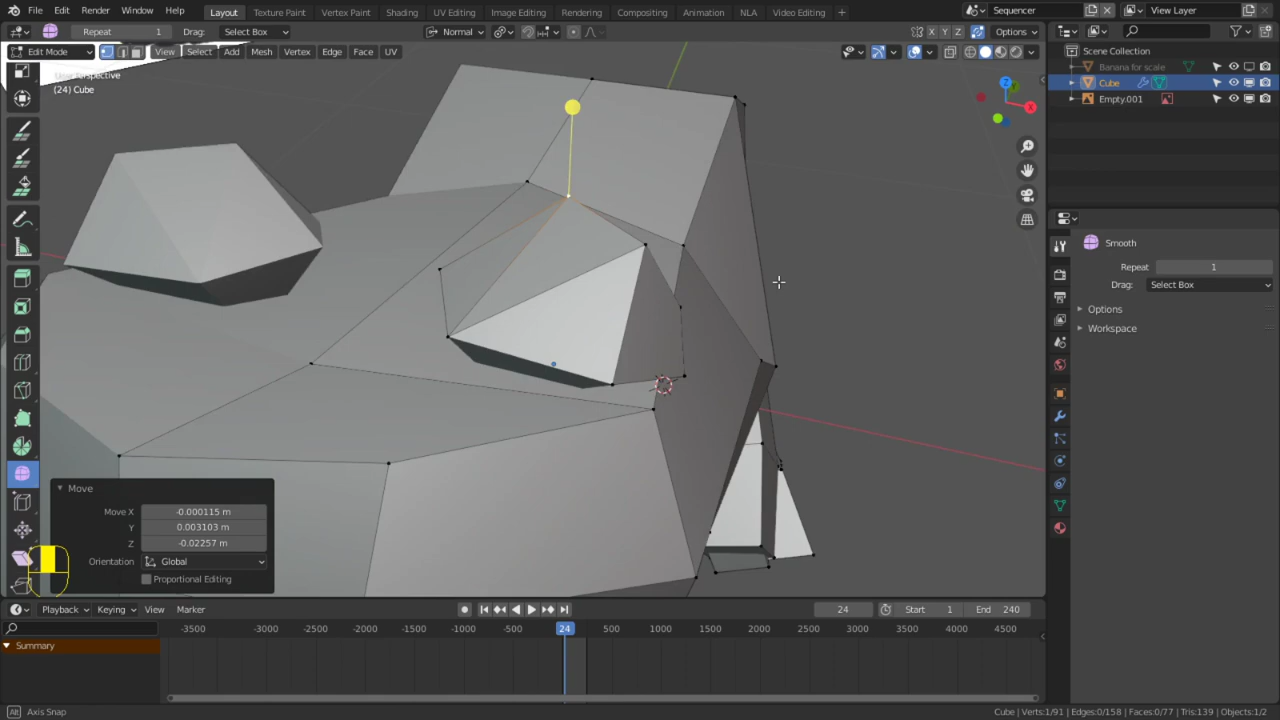 File Edit Render Window Help Layout Texture Paint Vertex Paint Shading UV Editing Image Editing Rendering Compositing Animation NLA Video Editing + Sequencer View Layer
Repeat 1 Drag: Select Box Normal X Y Z Options
Edit Mode View Select Add Mesh Vertex Edge Face UV
User Perspective
(24) Cube
Z
X
Scene Collection
Banana for scale
Cube
Empty.001
Smooth
Repeat 1
Drag: Select Box
Options
Workspace
Move
Move X -0.000115 m
Y 0.003103 m
Z -0.02257 m
Orientation Global
Proportional Editing
Playback Keying View Marker 24 Start 1 End 240
-3500 -3000 -2500 -2000 -1500 -1000 -500 24 500 1000 1500 2000 2500 3000 3500 4000 4500
Summary
Alt Axis Snap Cube | Verts:1/91 | Edges:0/158 | Faces:0/77 | Tris:139 | Objects:1/2